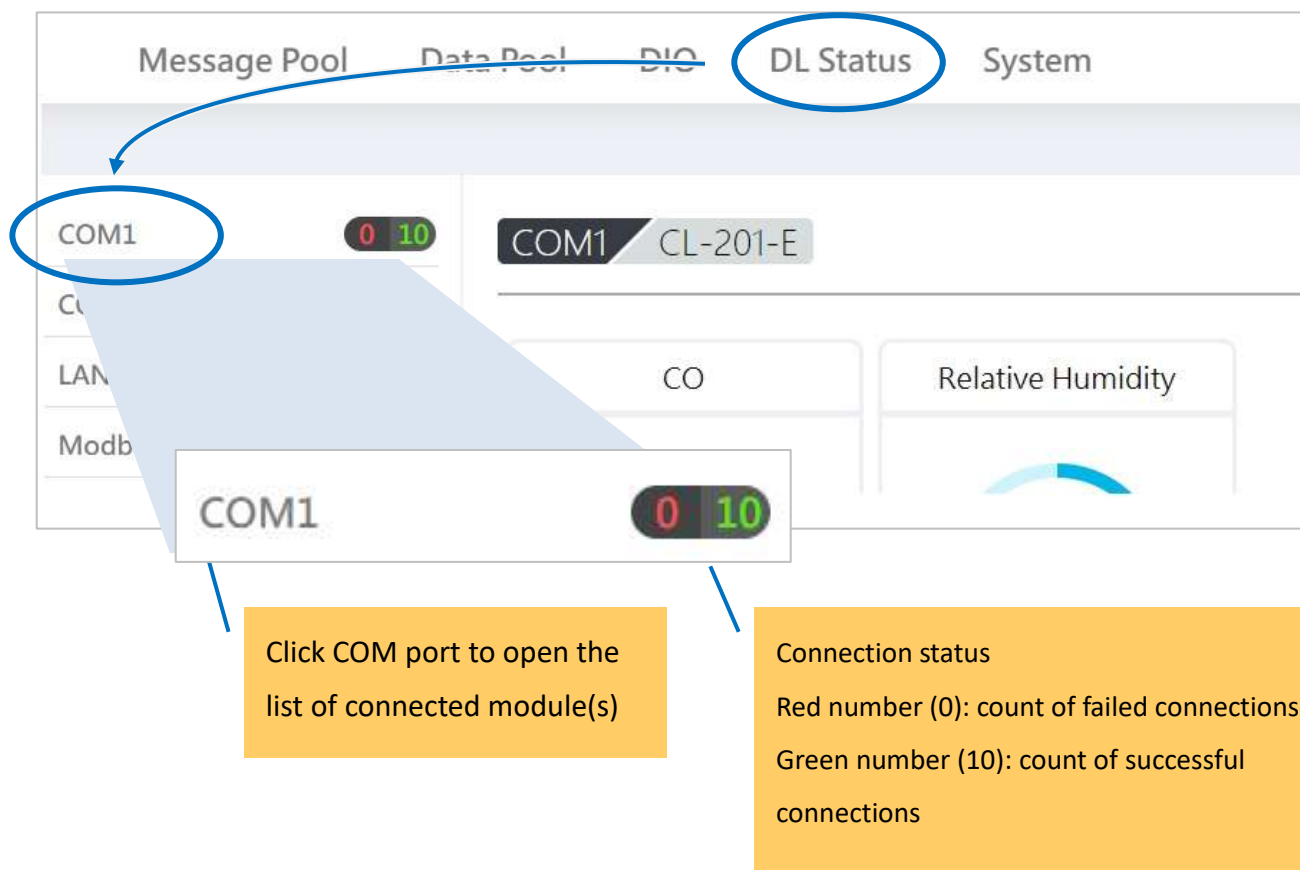 Message Pool Data Pool DIO DL Status System
COM1 0 10
COM1 CL-201-E
LAN
Modb
CO Relative Humidity
COM1 0 10
Click COM port to open the
list of connected module(s)
Connection status
Red number (0): count of failed connections
Green number (10): count of successful
connections